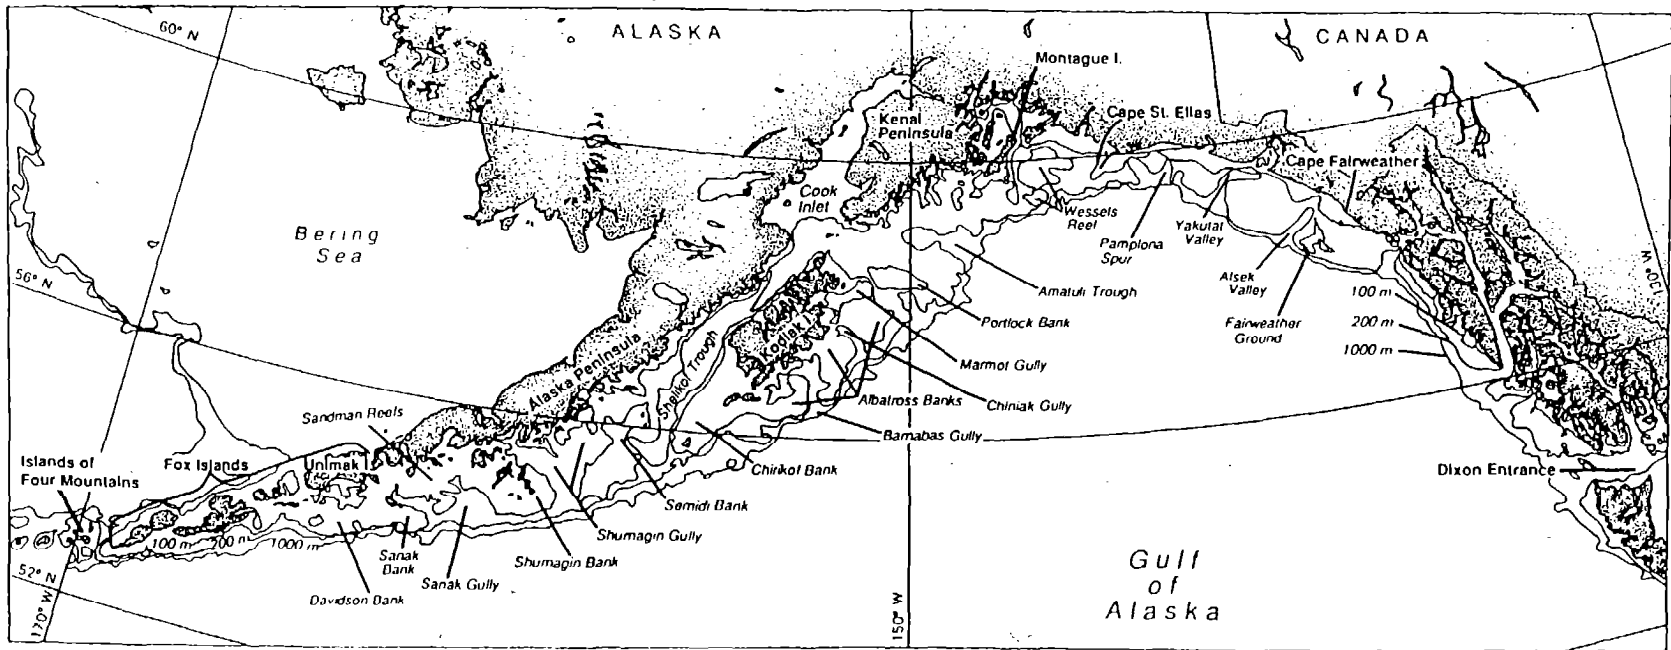 60° N
ALASKA
CANADA
Montague I.
Kenai
Peninsula
Cape St. Elias
Cape Fairweather
Cook
Inlet
Bering
Sea
Wessels
Reef
Pamplona
Spur
Yakutat
Valley
Alsek
Valley
Fairweather
Ground
130° W
56° N
Amatuli Trough
Portlock Bank
Marmot Gully
Chiniak Gully
Albatross Banks
Barnabas Gully
100 m
200 m
1000 m
Kodiak I.
Shelikof Trough
Alaska Peninsula
Sandman Reefs
Chirikof Bank
Semidi Bank
Shumagin Gully
Shumagin Bank
Islands of
Four Mountains
Fox Islands
Unimak I.
Dixon Entrance
100 m
200 m
1000 m
Sanak
Bank
Sanak Gully
Davidson Bank
52° N
170° W
150° W
Gulf
of
Alaska